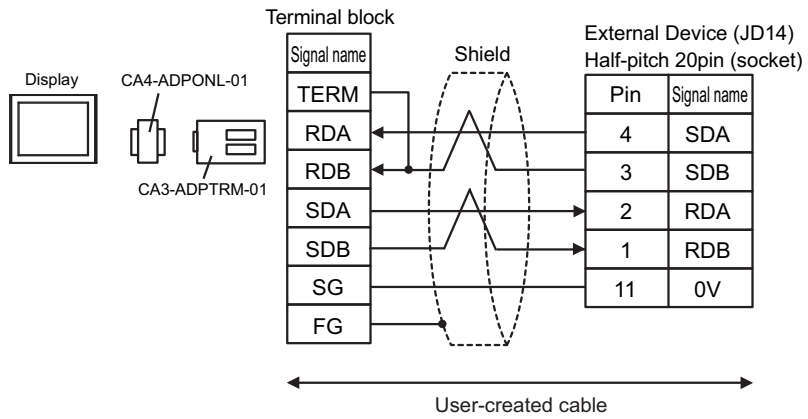 Terminal block
External Device (JD14)
Half-pitch 20pin (socket)
Display
CA4-ADPONL-01
CA3-ADPTRM-01
Signal name
TERM
RDA
RDB
SDA
SDB
SG
FG
Shield
Pin Signal name
4 SDA
3 SDB
2 RDA
1 RDB
11 0V
User-created cable